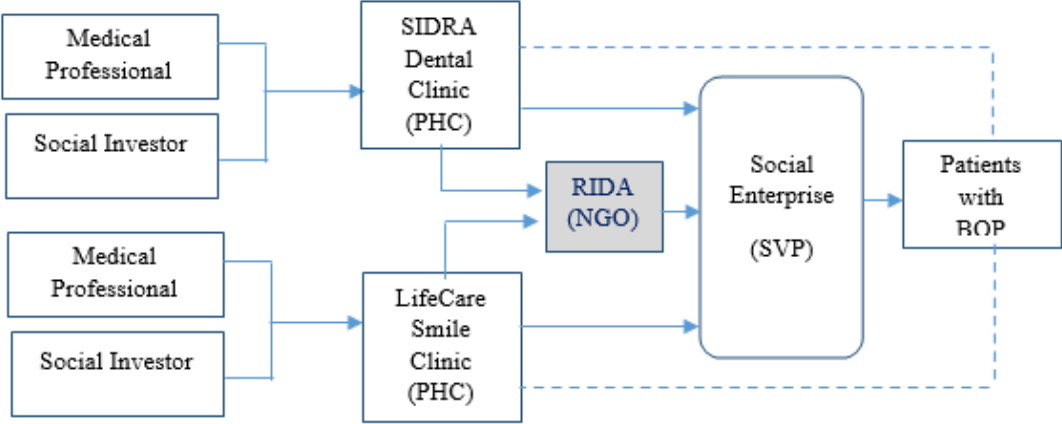 Medical
Professional
Social Investor
Medical
Professional
Social Investor
SIDRA
Dental
Clinic
(PHC)
LifeCare
Smile
Clinic
(PHC)
RIDA
(NGO)
Social
Enterprise
(SVP)
Patients
with
BOP